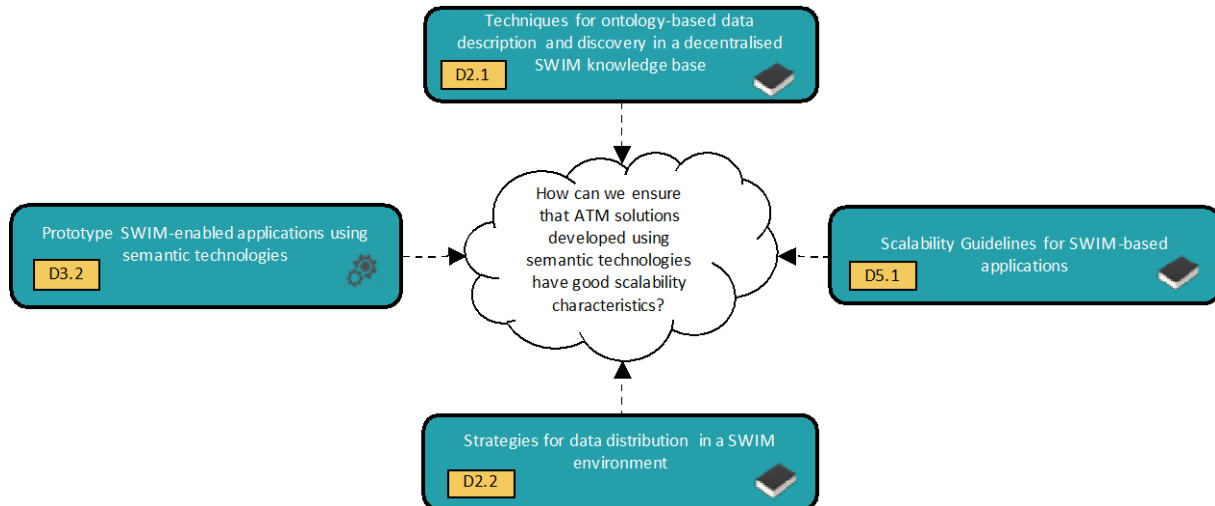 Techniques for ontology-based data
description and discovery in a decentralised
SWIM knowledge base
D2.1
How can we ensure
that ATM solutions
developed using
semantic technologies
have good scalability
characteristics?
Prototype SWIM-enabled applications using
semantic technologies
D3.2
Scalability Guidelines for SWIM-based
applications
D5.1
Strategies for data distribution in a SWIM
environment
D2.2